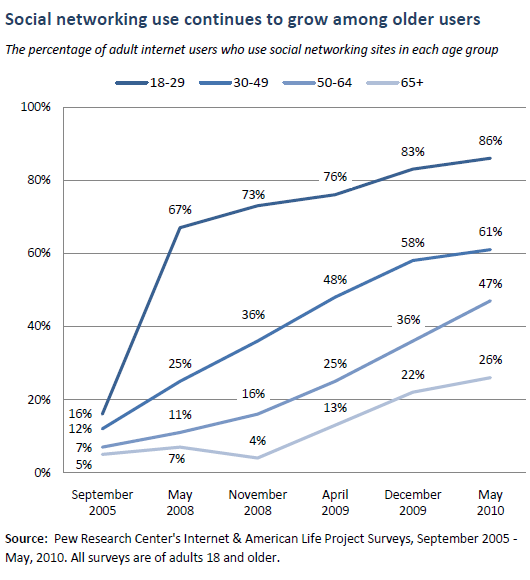 Social networking use continues to grow among older users
The percentage of adult internet users who use social networking sites in each age group
18-29 30-49 50-64 65+
100%
80%
60%
40%
20%
0%
16% 67% 73% 76% 83% 86%
12% 25% 36% 48% 58% 61%
7% 11% 16% 25% 36% 47%
5% 7% 4% 13% 22% 26%
September May November April December May
2005 2008 2008 2009 2009 2010
Source: Pew Research Center's Internet & American Life Project Surveys, September 2005 -
May, 2010. All surveys are of adults 18 and older.